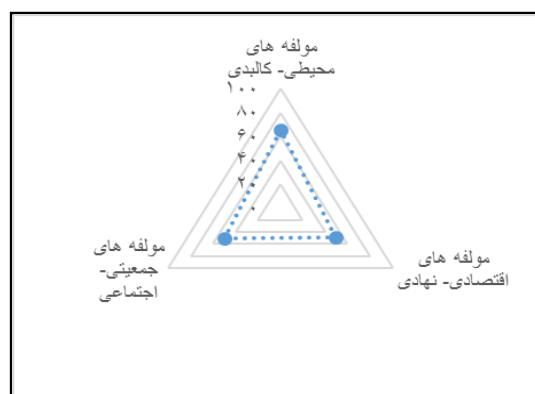 مولفه های
محیطی- کالبدی
۱۰۰
۸۰
۶۰
۴۰
۲۰
۰
مولفه های
اقتصادی- نهادی
مولفه های
جمعیتی-
اجتماعی